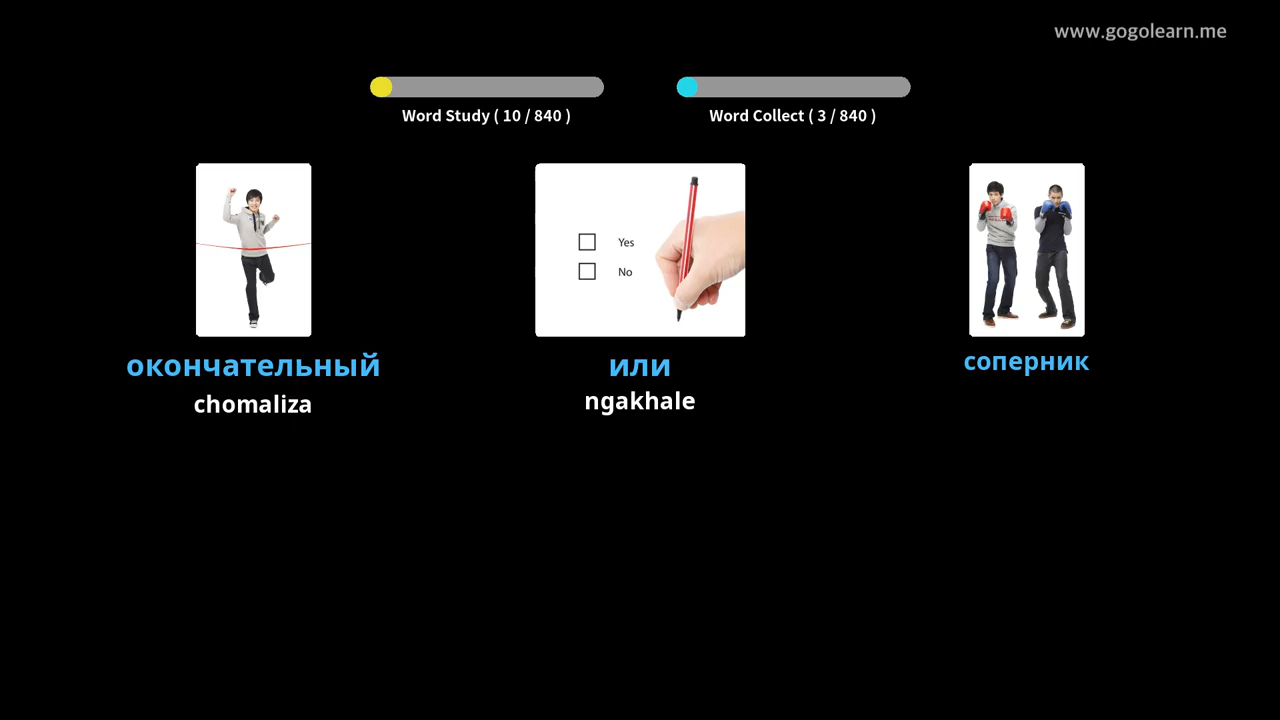 www.gogolearn.me
Word Study ( 10 / 840 )
Word Collect ( 3 / 840 )
Yes
No
окончательный
chomaliza
или
ngakhale
соперник